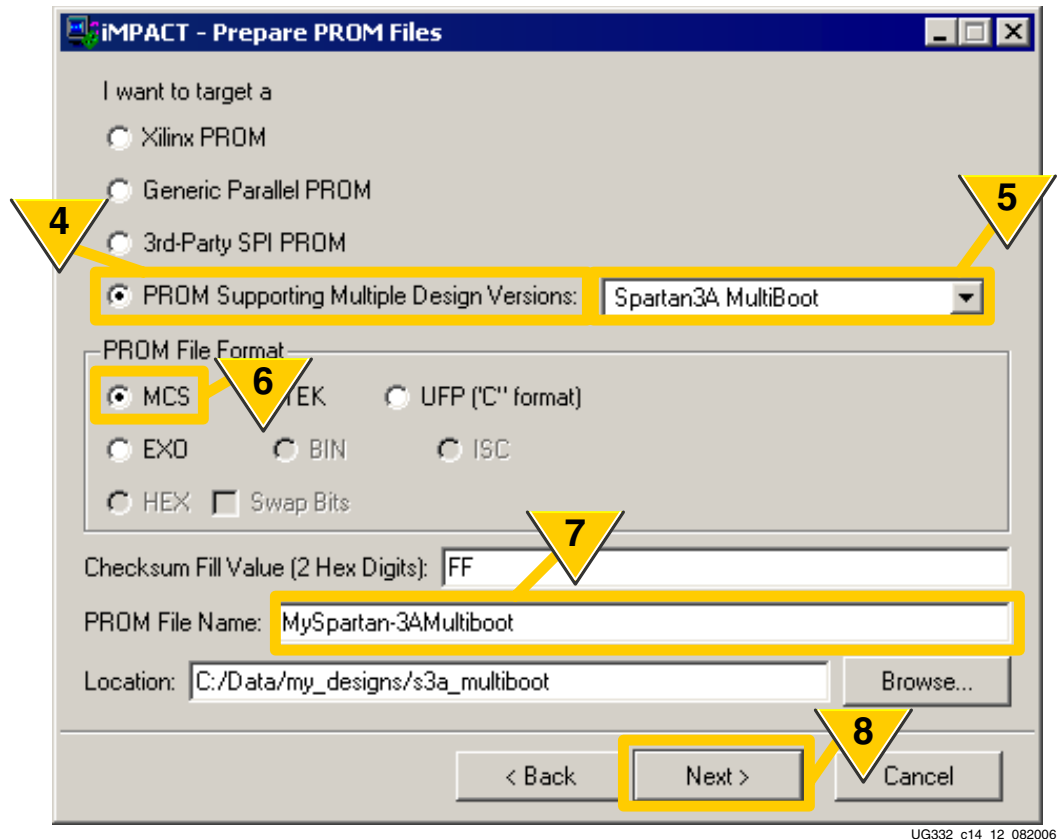 iMPACT - Prepare PROM Files
I want to target a
Xilinx PROM
Generic Parallel PROM
5
4
3rd-Party SPI PROM
PROM Supporting Multiple Design Versions: Spartan3A MultiBoot
PROM File Format
6
MCS TEK UFP ("C" format)
EXO BIN ISC
HEX Swap Bits
7
Checksum Fill Value (2 Hex Digits): FF
PROM File Name: MySpartan-3AMultiboot
Location: C:/Data/my_designs/s3a_multiboot Browse...
8
< Back Next > Cancel
UG332_c14_12_082006